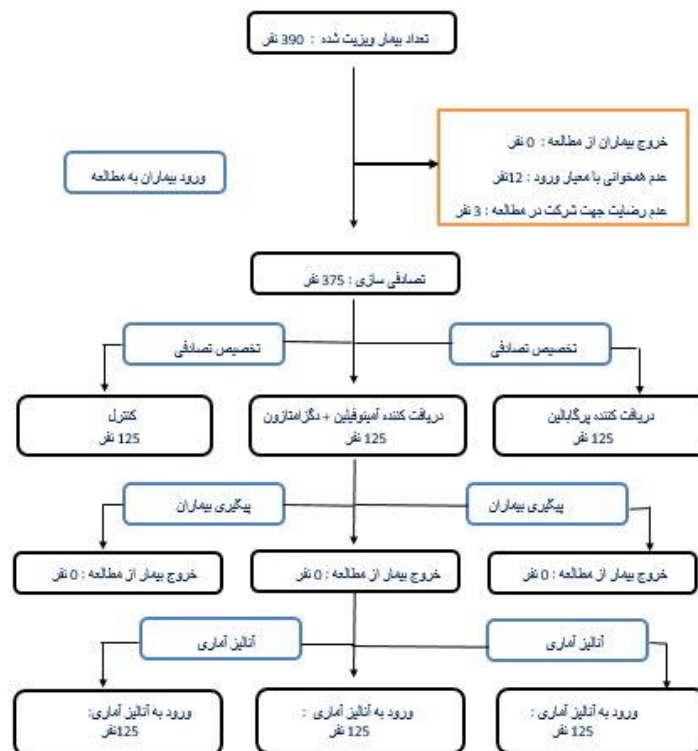 تعداد بیمار ویزیت شده : 390 نفر
خروج بیماران از مطالعه : 0 نفر
عدم همخوانی با معیار ورود : 12نفر
عدم رضایت جهت شرکت در مطالعه : 3 نفر
ورود بیماران به مطالعه
تصادفی سازی : 375 نفر
تخصیص تصادفی
تخصیص تصادفی
دریافت کننده پرگابالین
125 نفر
دریافت کننده آمینوفیلین + دگزامتازون
125 نفر
کنترل
125 نفر
پیگیری بیماران
پیگیری بیماران
خروج بیمار از مطالعه : 0 نفر
خروج بیمار از مطالعه : 0 نفر
خروج بیمار از مطالعه : 0 نفر
آنالیز آماری
آنالیز آماری
ورود به آنالیز آماری :
125 نفر
ورود به آنالیز آماری :
125 نفر
ورود به آنالیز آماری:
125نفر